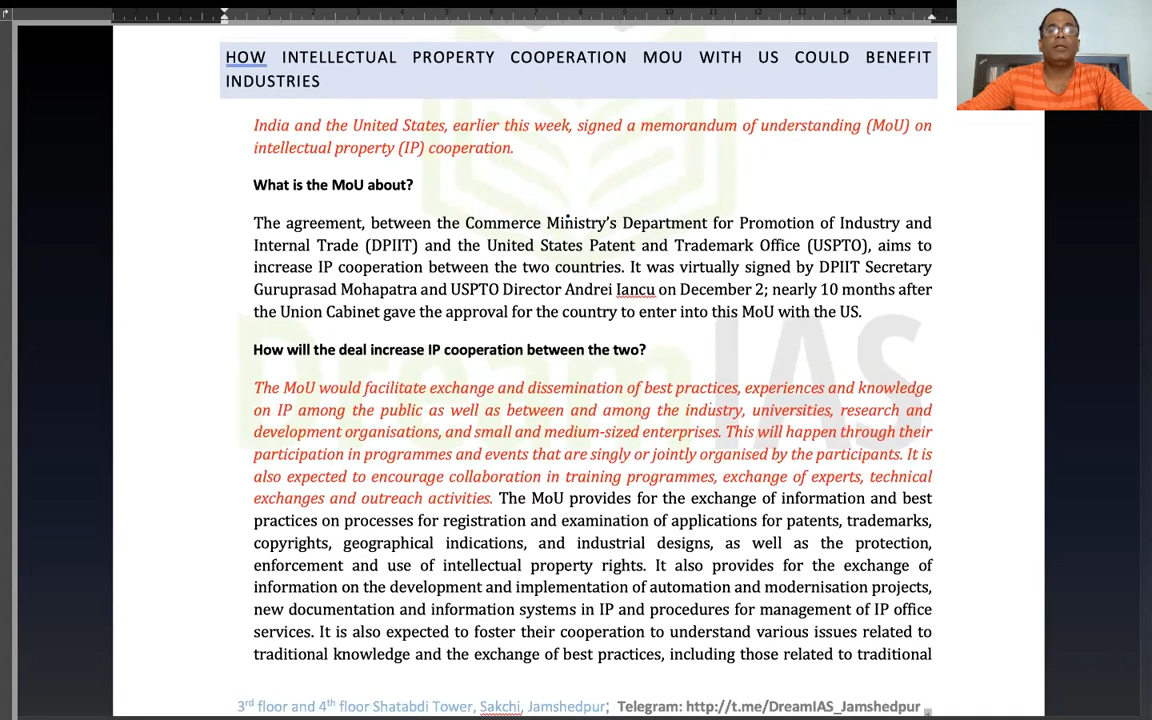 HOW INTELLECTUAL PROPERTY COOPERATION MOU WITH US COULD BENEFIT
INDUSTRIES
India and the United States, earlier this week, signed a memorandum of understanding (MoU) on
intellectual property (IP) cooperation.
What is the MoU about?
The agreement, between the Commerce Ministry's Department for Promotion of Industry and
Internal Trade (DPIIT) and the United States Patent and Trademark Office (USPTO), aims to
increase IP cooperation between the two countries. It was virtually signed by DPIIT Secretary
Guruprasad Mohapatra and USPTO Director Andrei Iancu on December 2; nearly 10 months after
the Union Cabinet gave the approval for the country to enter into this MoU with the US.
How will the deal increase IP cooperation between the two?
The MoU would facilitate exchange and dissemination of best practices, experiences and knowledge
on IP among the public as well as between and among the industry, universities, research and
development organisations, and small and medium-sized enterprises. This will happen through their
participation in programmes and events that are singly or jointly organised by the participants. It is
also expected to encourage collaboration in training programmes, exchange of experts, technical
exchanges and outreach activities. The MoU provides for the exchange of information and best
practices on processes for registration and examination of applications for patents, trademarks,
copyrights, geographical indications, and industrial designs, as well as the protection,
enforcement and use of intellectual property rights. It also provides for the exchange of
information on the development and implementation of automation and modernisation projects,
new documentation and information systems in IP and procedures for management of IP office
services. It is also expected to foster their cooperation to understand various issues related to
traditional knowledge and the exchange of best practices, including those related to traditional
3rd floor and 4th floor Shatabdi Tower, Sakchi, Jamshedpur; Telegram: http://t.me/DreamIAS_Jamshedpur
DreamIAS